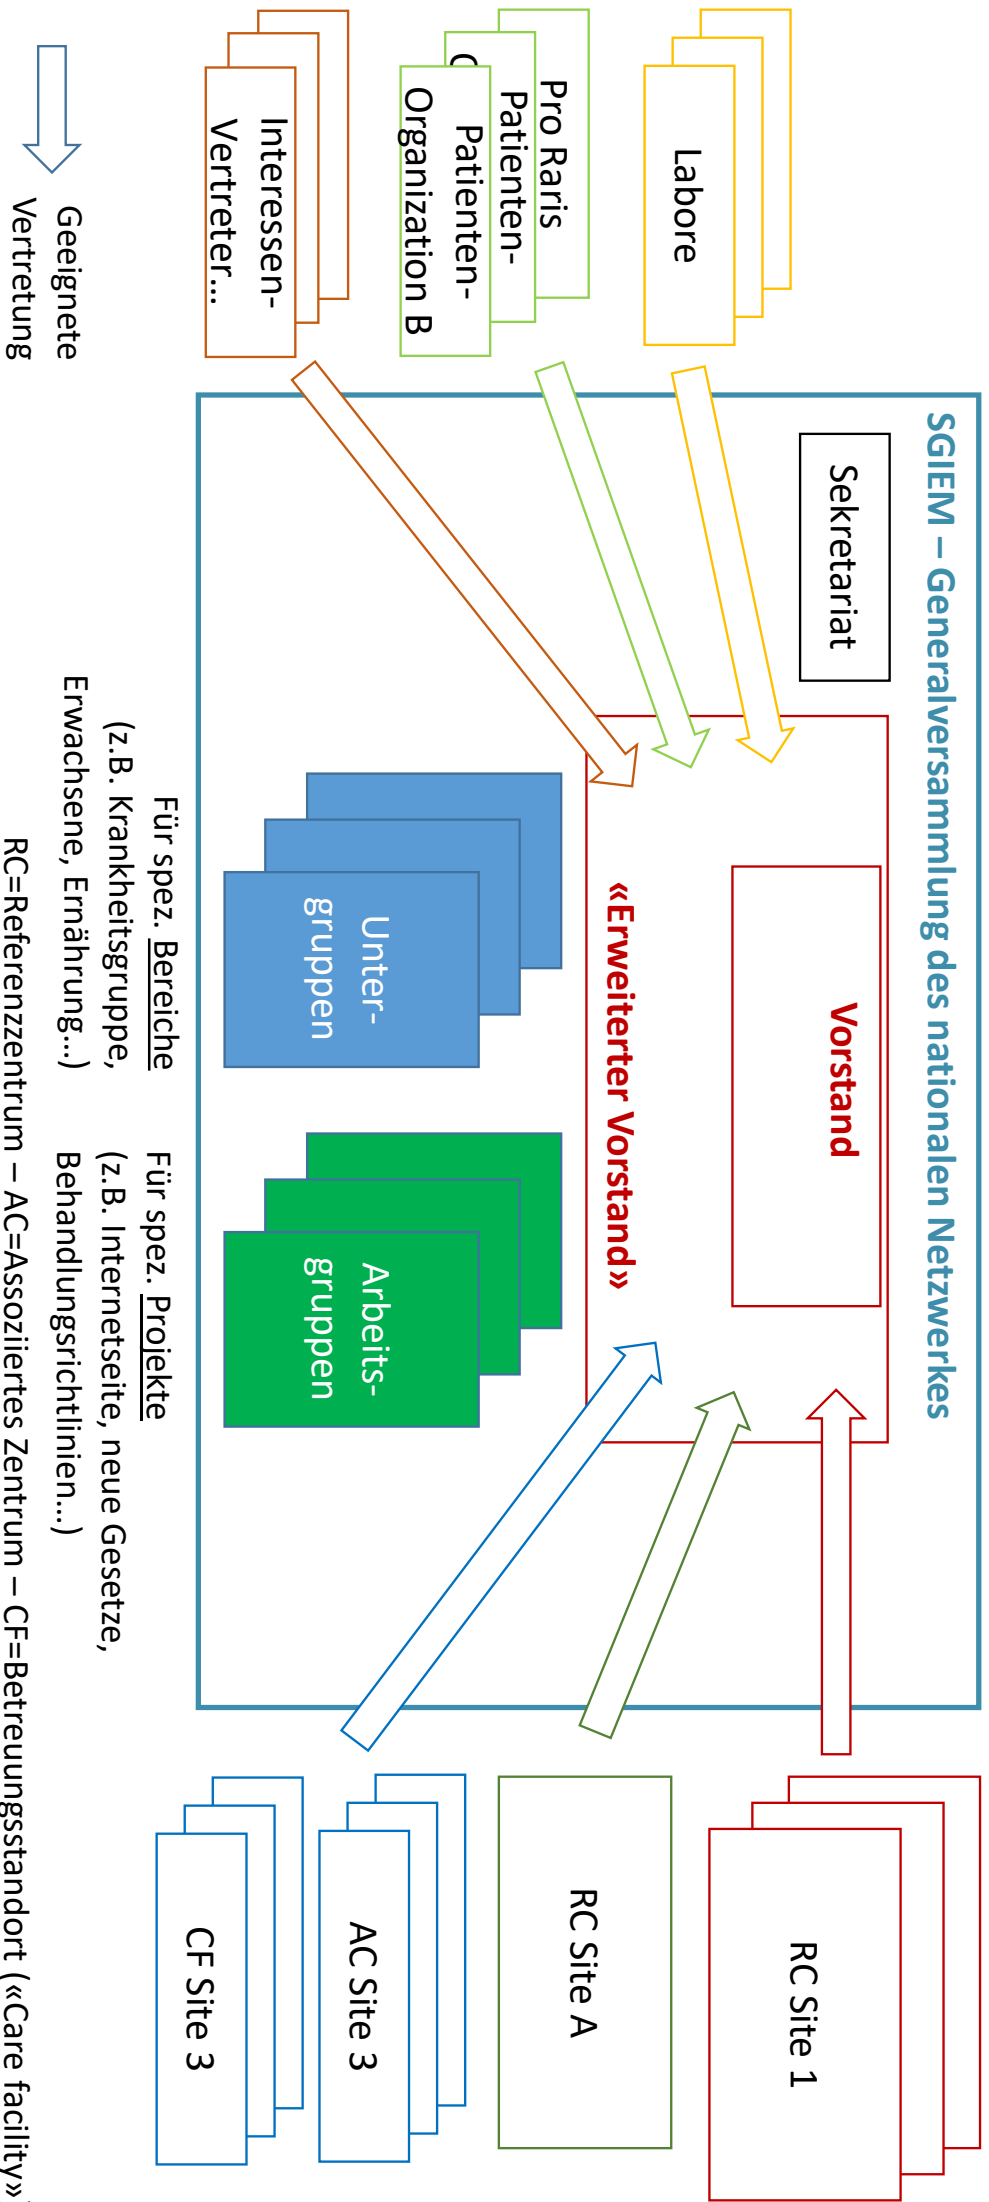 SGIEM – Generalversammlung des nationalen Netzwerkes
Sekretariat
Vorstand
«Erweiterter Vorstand»
Labore
Pro Raris
Patienten-
Patienten-
Organization B
Interessen-
Vertreter...
Unter-
gruppen
Arbeits-
gruppen
RC Site 1
RC Site A
AC Site 3
CF Site 3
Geeignete
Vertretung
Für spez. Bereiche
(z.B. Krankheitsgruppe,
Erwachsene, Ernährung...)
Für spez. Projekte
(z.B. Internetseite, neue Gesetze,
Behandlungsrichtlinien...)
RC=Referenzzentrum – AC=Assoziiertes Zentrum – CF=Betreuungsstandort («Care facility»